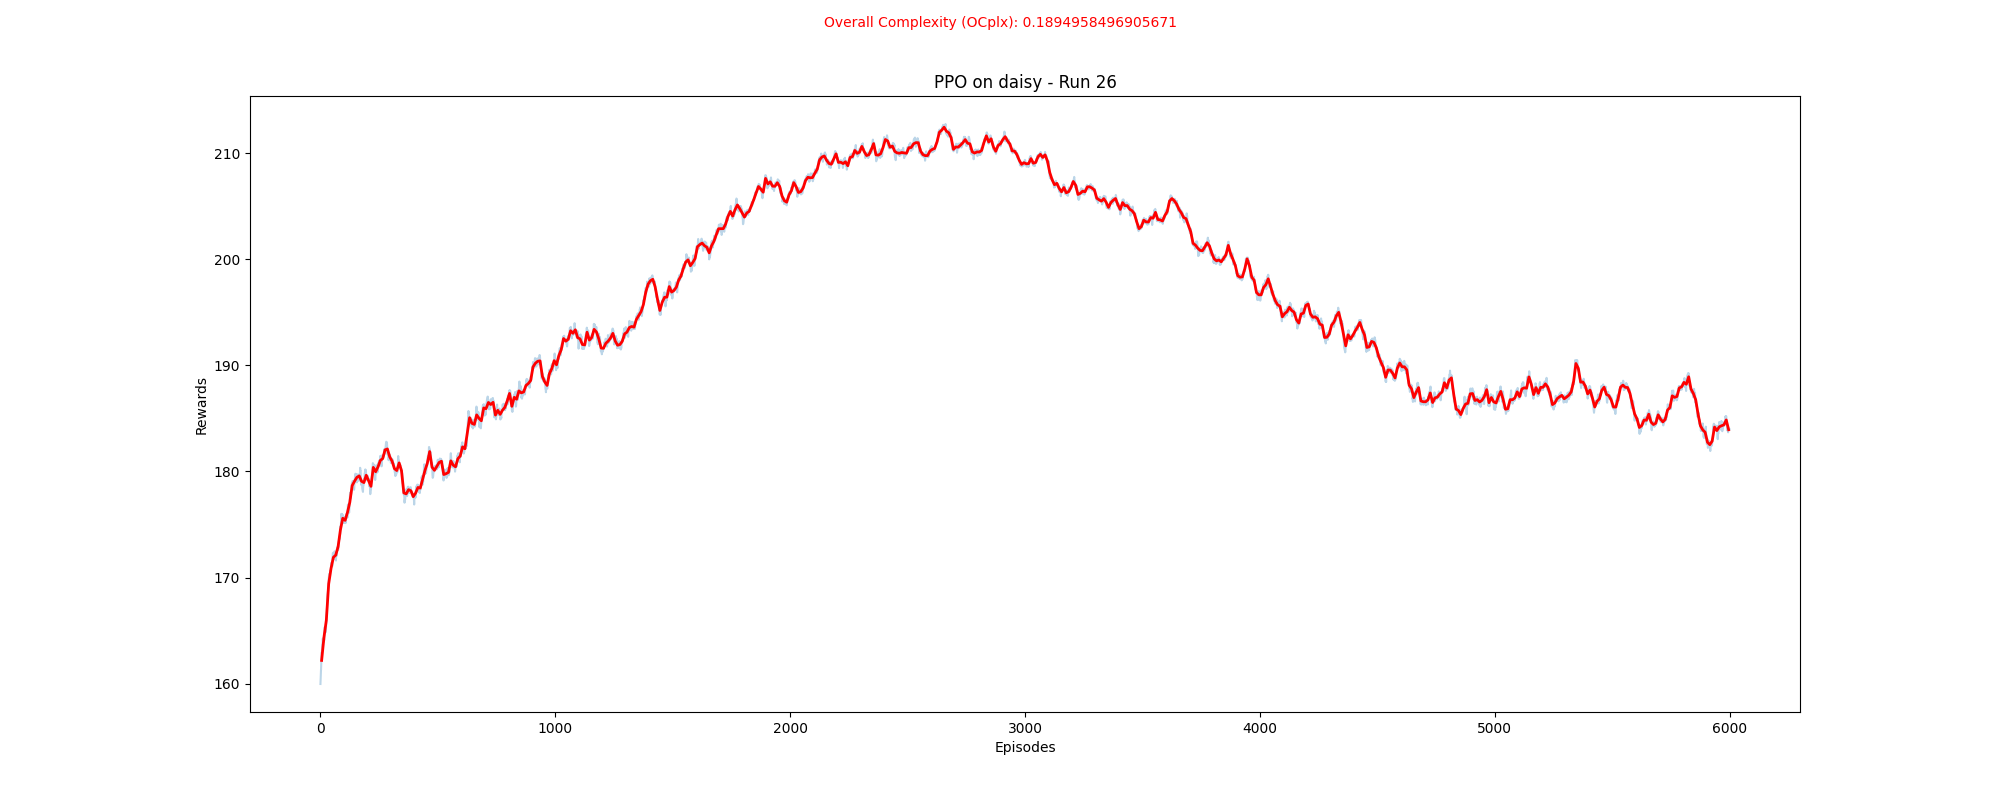 Overall Complexity (OCplx): 0.1894958496905671
PPO on daisy - Run 26
210
200
190
180
170
160
Rewards
0 1000 2000 3000 4000 5000 6000
Episodes